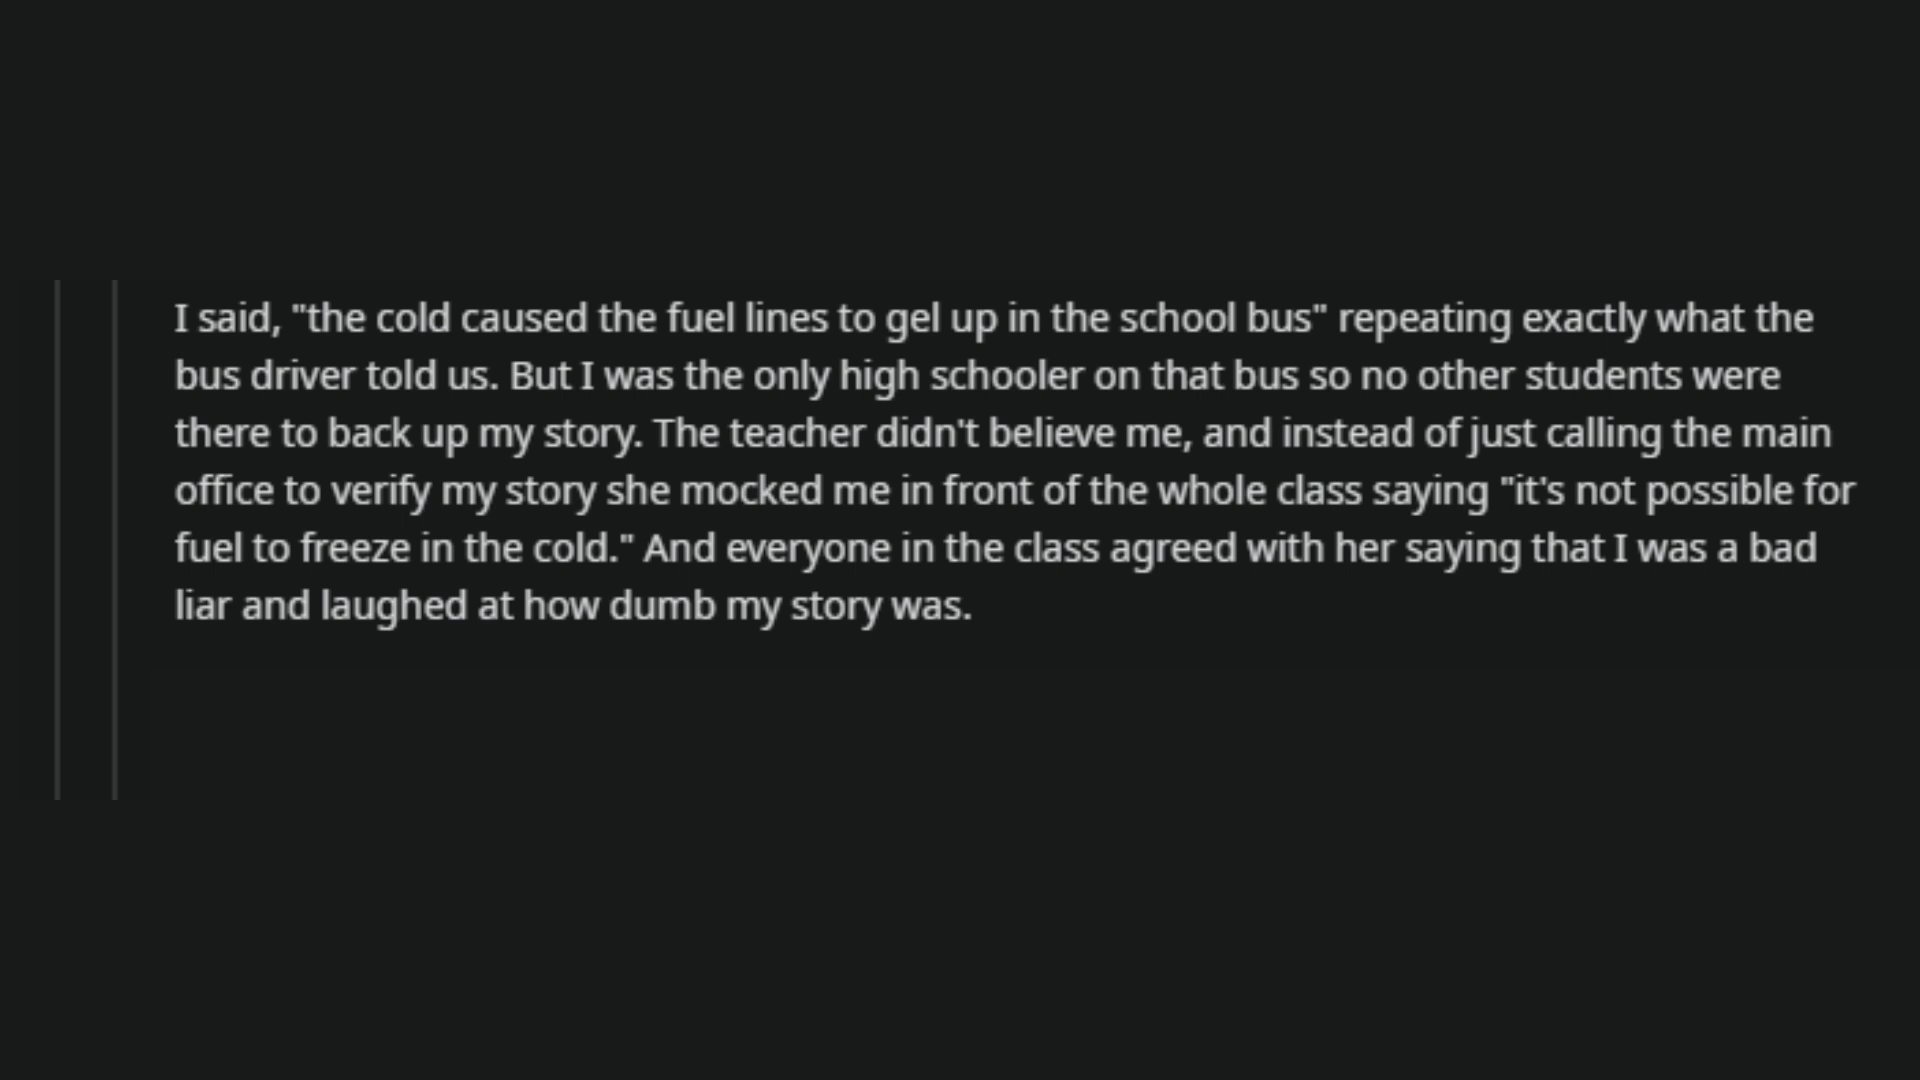 I said, "the cold caused the fuel lines to gel up in the school bus" repeating exactly what the
bus driver told us. But I was the only high schooler on that bus so no other students were
there to back up my story. The teacher didn't believe me, and instead of just calling the main
office to verify my story she mocked me in front of the whole class saying "it's not possible for
fuel to freeze in the cold." And everyone in the class agreed with her saying that I was a bad
liar and laughed at how dumb my story was.